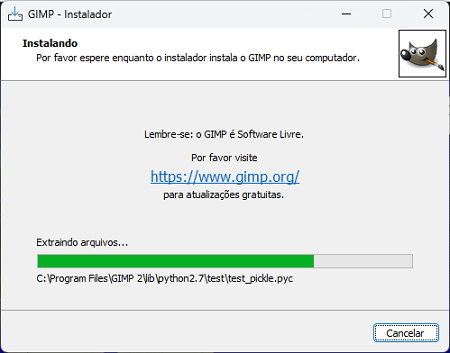 GIMP - Instalador
Instalando
Por favor espere enquanto o instalador instala o GIMP no seu computador.
Lembre-se: o GIMP é Software Livre.
Por favor visite
https://www.gimp.org/
para atualizações gratuitas.
Extraindo arquivos...
C:\Program Files\GIMP 2\lib\python2.7\test\test_pickle.pyc
Cancelar